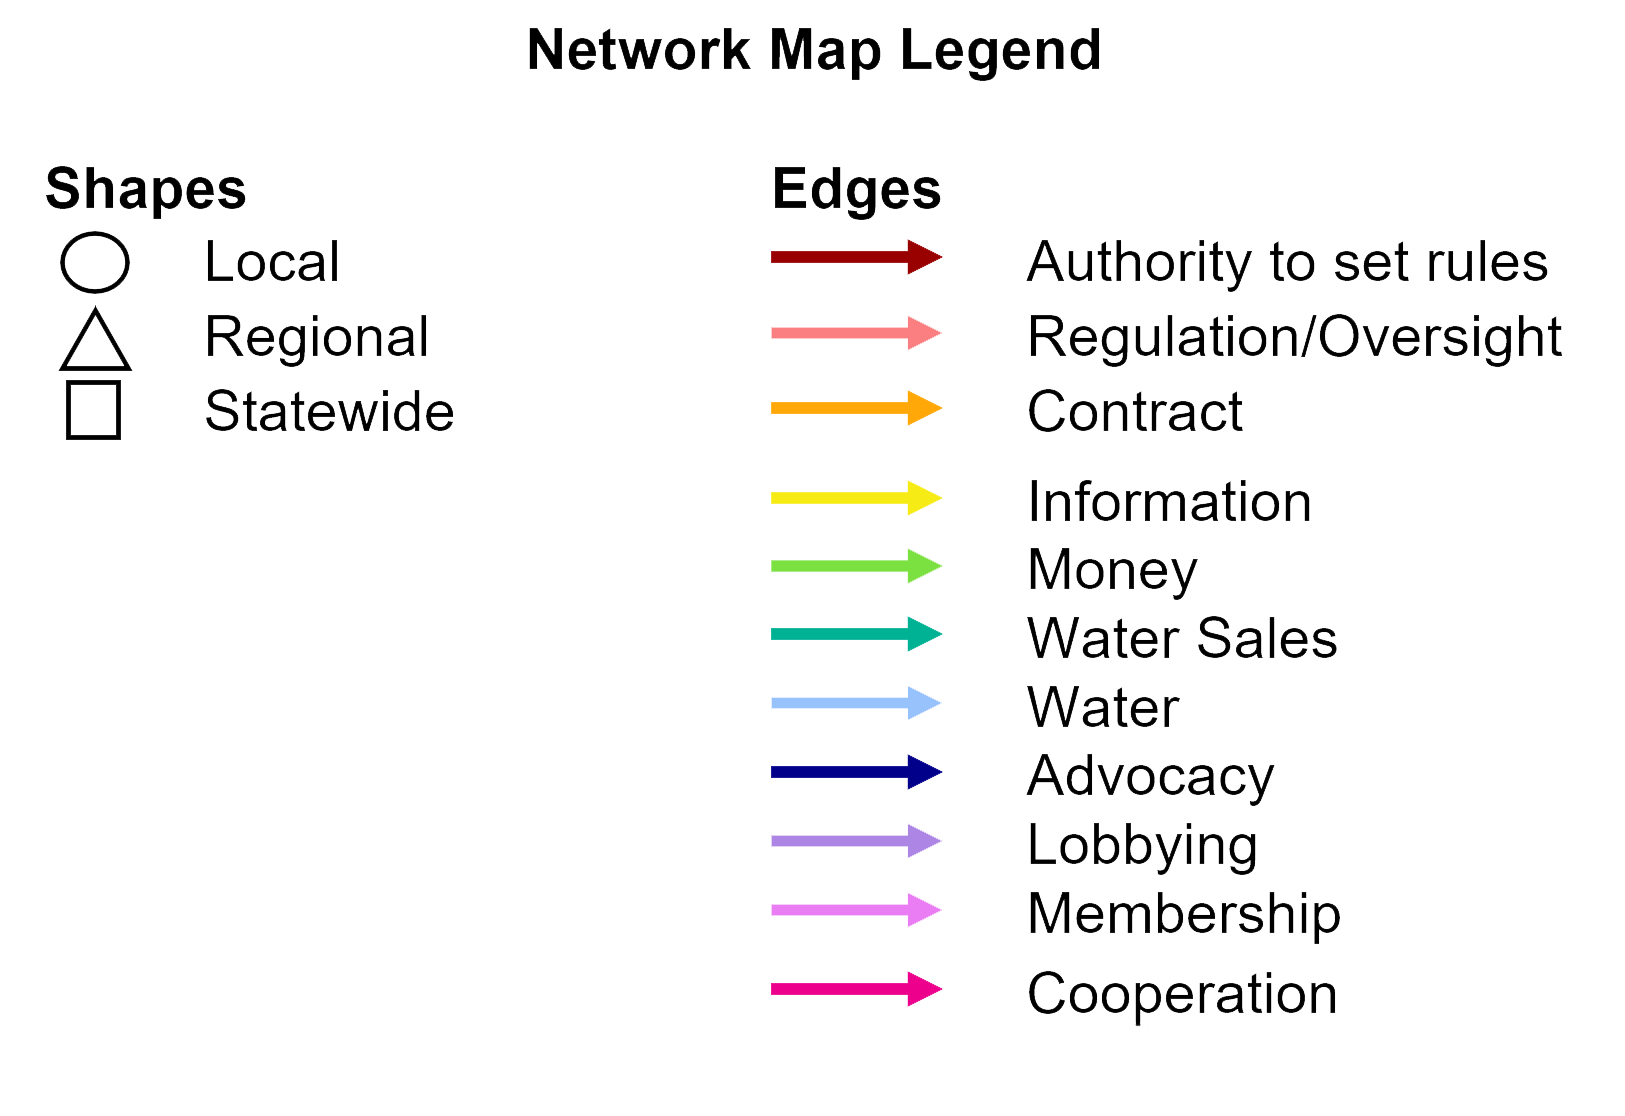 Network Map Legend
Shapes
Local
Regional
Statewide
Edges
Authority to set rules
Regulation/Oversight
Contract
Information
Money
Water Sales
Water
Advocacy
Lobbying
Membership
Cooperation